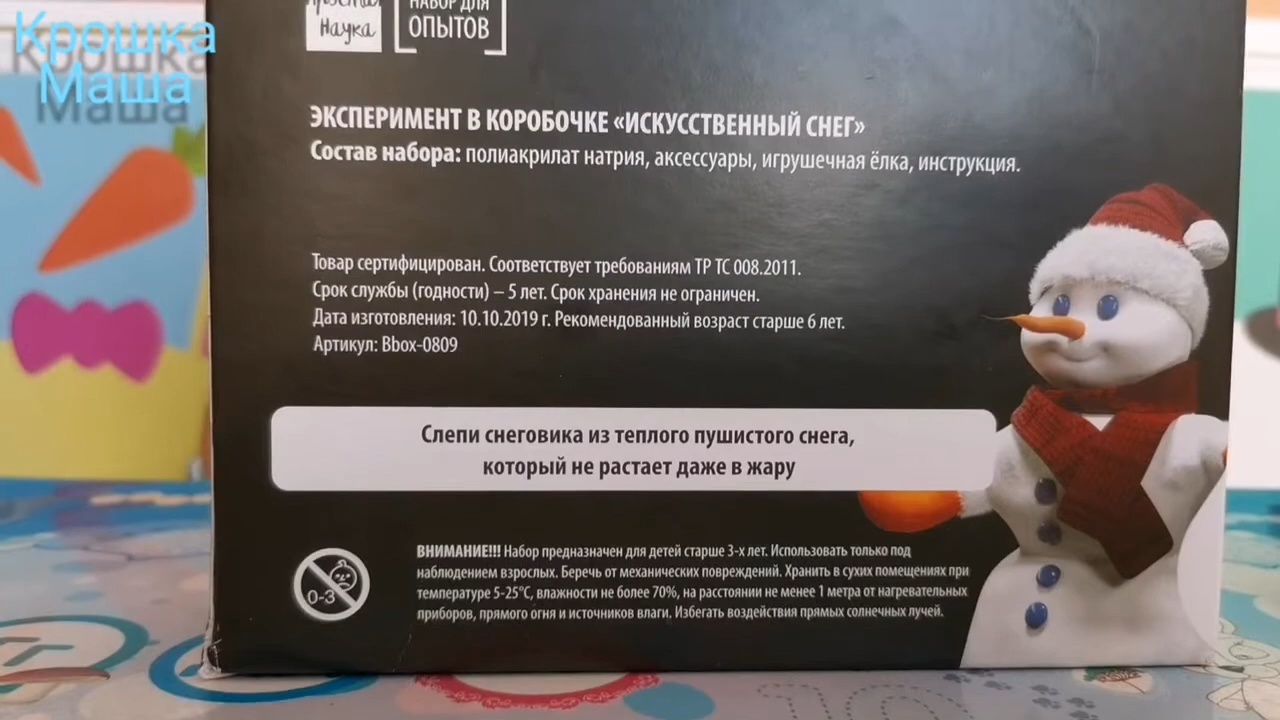 Крошка
Маша
Наука
НАБОР ДЛЯ
ОПЫТОВ
ЭКСПЕРИМЕНТ В КОРОБОЧКЕ «ИСКУССТВЕННЫЙ СНЕГ»
Состав набора: полиакрилат натрия, аксессуары, игрушечная ёлка, инструкция.
Товар сертифицирован. Соответствует требованиям ТР ТС 008.2011.
Срок службы (годности) – 5 лет. Срок хранения не ограничен.
Дата изготовления: 10.10.2019 г. Рекомендованный возраст старше 6 лет.
Артикул: Bbox-0809
Слепи снеговика из теплого пушистого снега,
который не растает даже в жару
0-3
ВНИМАНИЕ!!! Набор предназначен для детей старше 3-х лет. Использовать только под
наблюдением взрослых. Беречь от механических повреждений. Хранить в сухих помещениях при
температуре 5-25°С, влажности не более 70%, на расстоянии не менее 1 метра от нагревательных
приборов, прямого огня и источников влаги. Избегать воздействия прямых солнечных лучей.